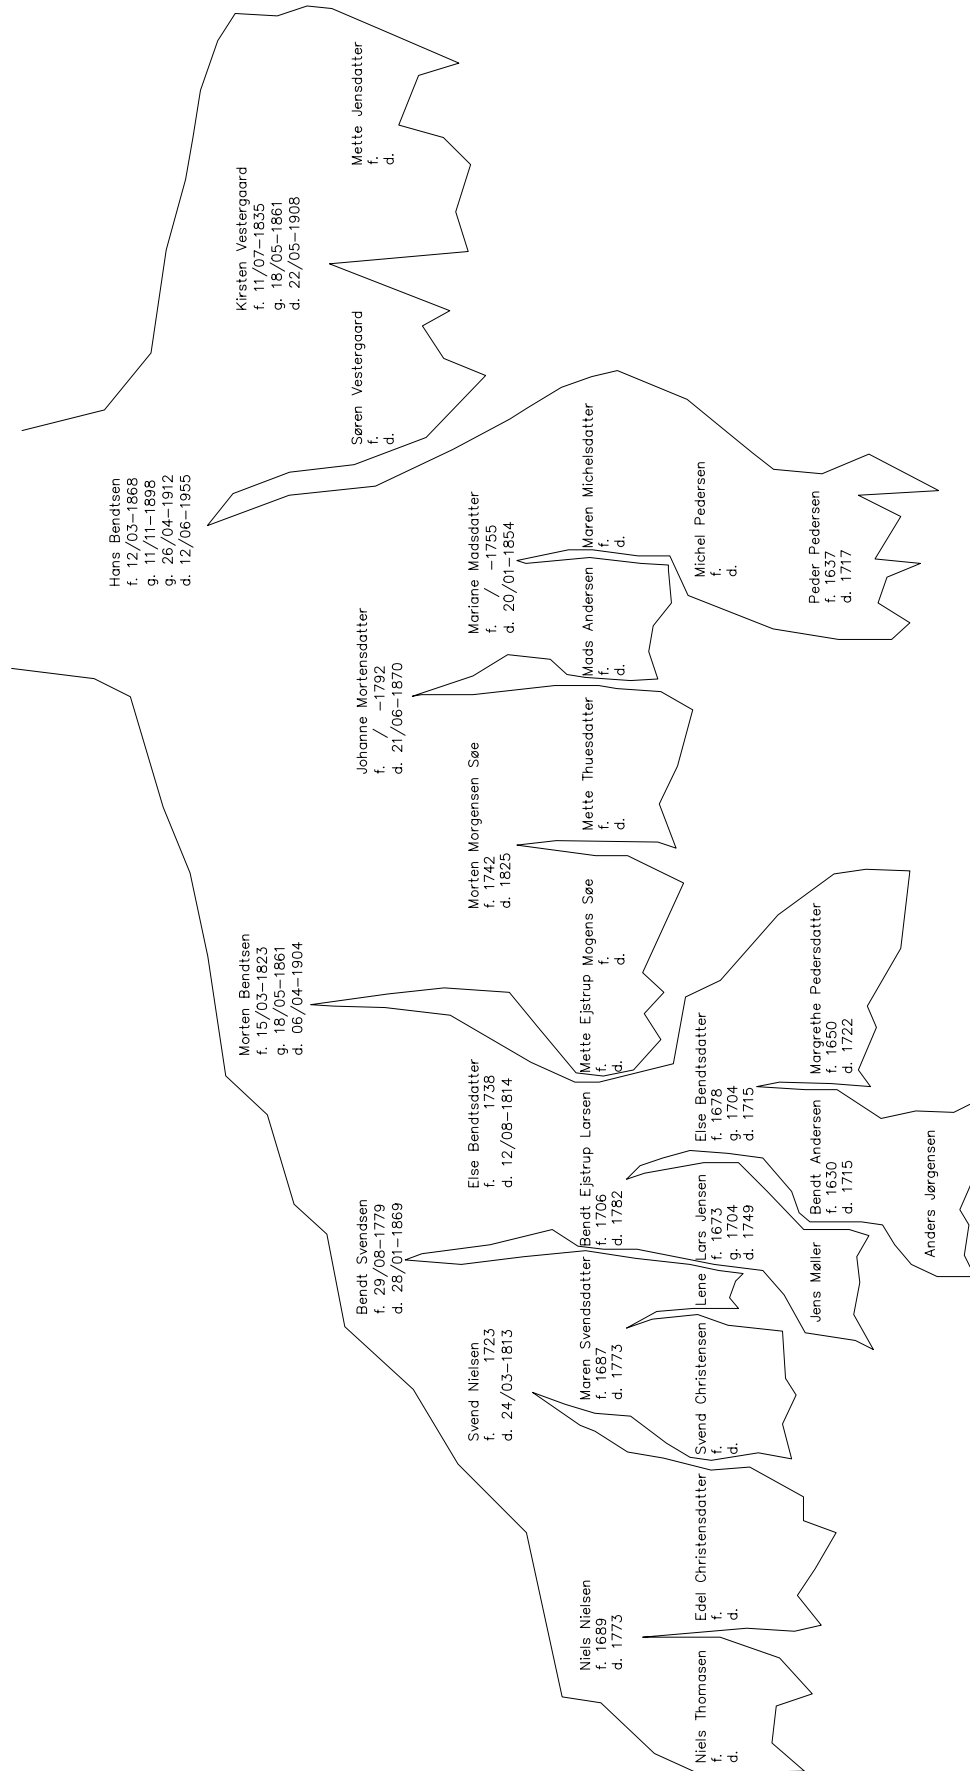 Hans Bendtsen
f. 12/03-1868
g. 11/11-1898
g. 26/04-1912
d. 12/06-1955
Morten Bendtsen
f. 15/03-1823
g. 18/05-1861
d. 06/04-1904
Kirsten Vestergaard
f. 11/07-1835
g. 18/05-1861
d. 22/05-1908
Bendt Svendsen
f. 29/08-1779
d. 28/01-1869
Johanne Mortensdatter
f. / -1792
d. 21/06-1870
Søren Vestergaard
f.
d.
Mette Jensdatter
f.
d.
Svend Nielsen
f. 1723
d. 24/03-1813
Else Bendtsdatter
f. 1738
d. 12/08-1814
Morten Morgensen Søe
f. 1742
d. 1825
Mariane Madsdatter
f. / -1755
d. 20/01-1854
Niels Nielsen
f. 1689
d. 1773
Maren Svendsdatter
f. 1687
d. 1773
Bendt Ejstrup Larsen
f. 1706
d. 1782
Mette Ejstrup
f.
d.
Mogens Søe
f.
d.
Mette Thuesdatter
f.
d.
Mads Andersen
f.
d.
Maren Michelsdatter
f.
d.
Niels Thomasen
f.
d.
Edel Christensdatter
f.
d.
Svend Christensen
f.
d.
Lene
Lars Jensen
f. 1673
g. 1704
d. 1749
Else Bendtsdatter
f. 1678
g. 1704
d. 1715
Michel Pedersen
f.
d.
Jens Møller
Bendt Andersen
f. 1630
d. 1715
Margrethe Pedersdatter
f. 1650
d. 1722
Peder Pedersen
f. 1637
d. 1717
Anders Jørgensen